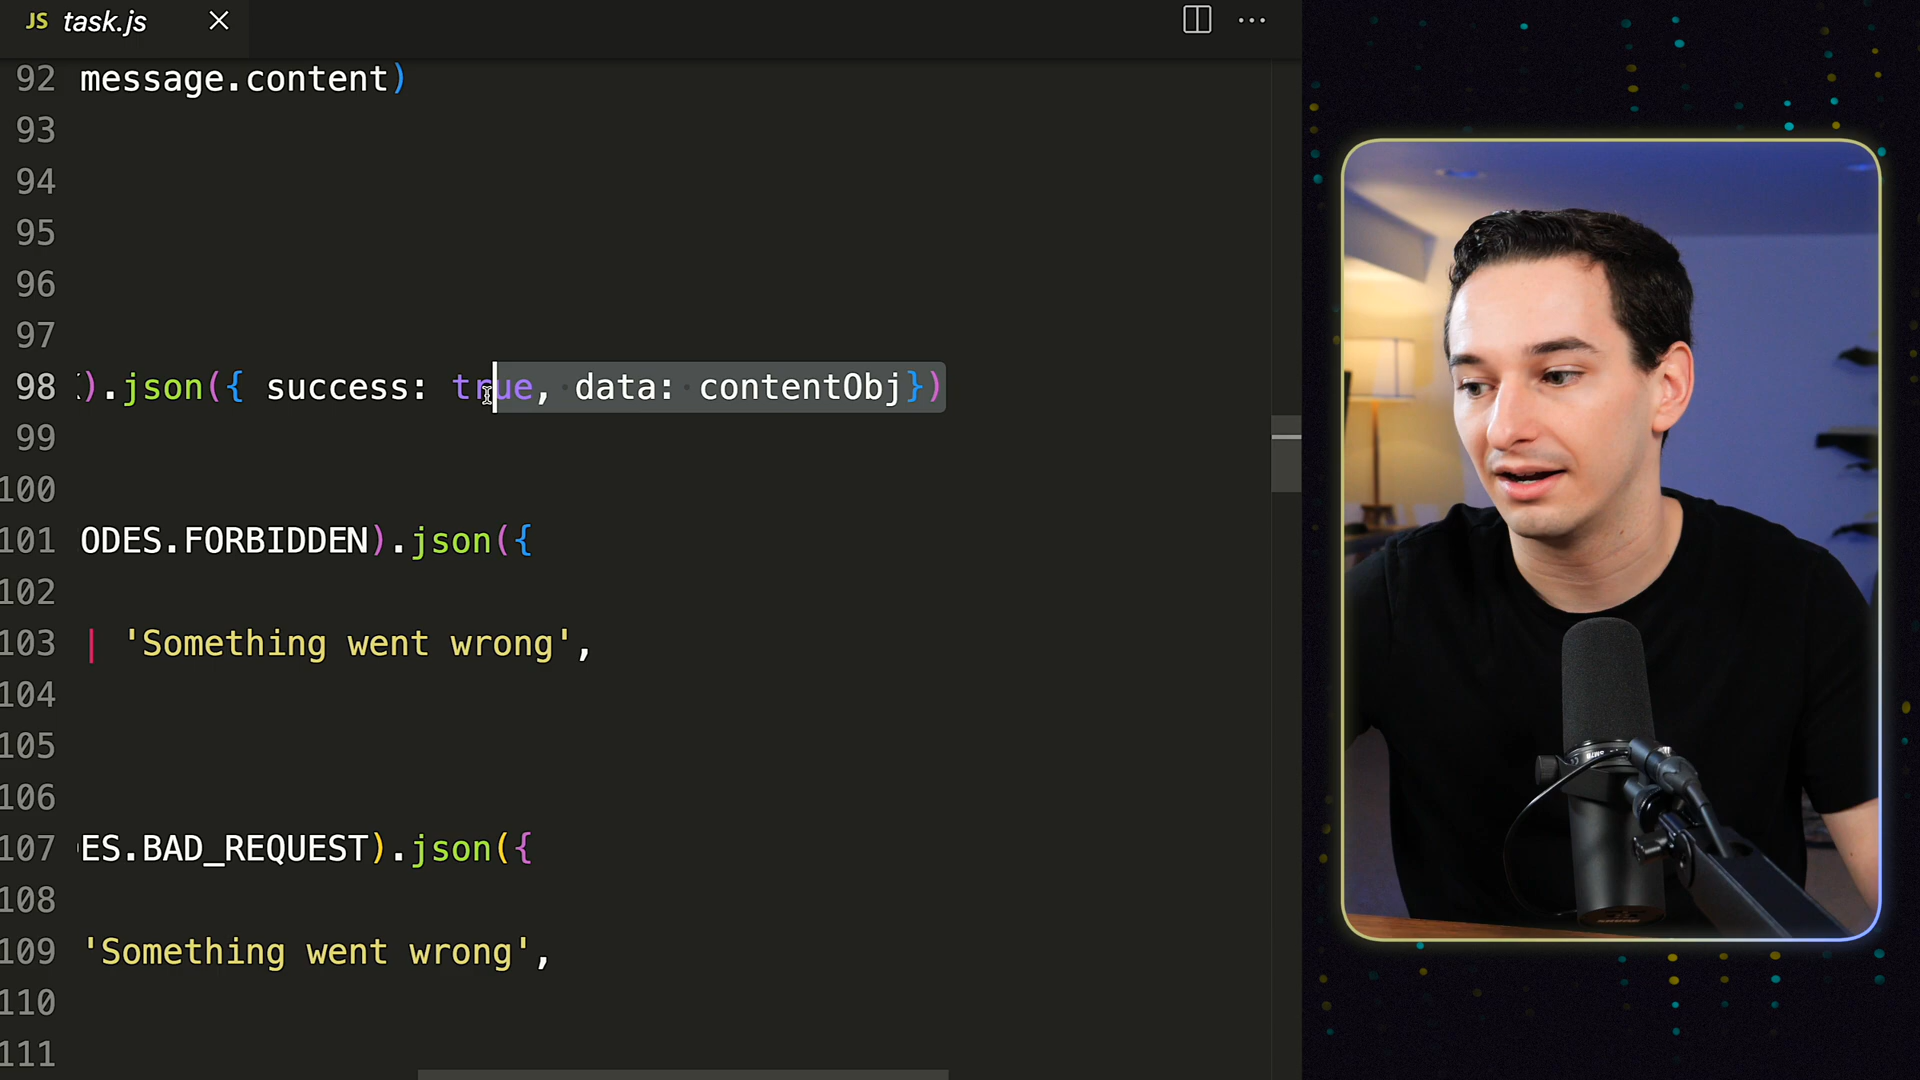 JS task.js
92 message.content)
93
94
95
96
97
98 ).json({ success: true, data: contentObj})
99
100
101 ODES.FORBIDDEN).json({
102
103 | 'Something went wrong',
104
105
106
107 ES.BAD_REQUEST).json({
108
109 'Something went wrong',
110
111